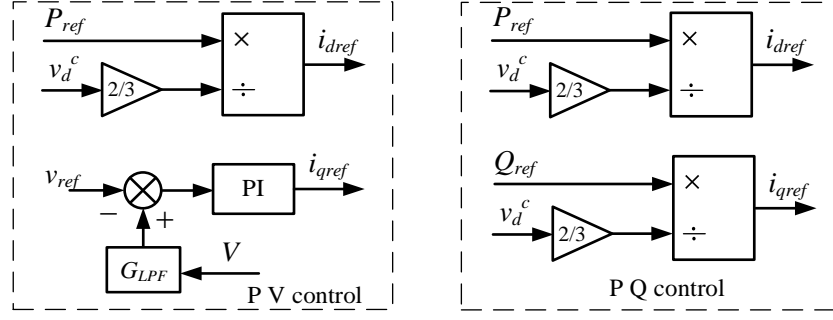 P_ref
×
i_dref
v_d^c
2/3
÷
v_ref
PI
i_qref
−
+
G_LPF
V
P V control
P_ref
×
i_dref
v_d^c
2/3
÷
Q_ref
×
i_qref
v_d^c
2/3
÷
P Q control